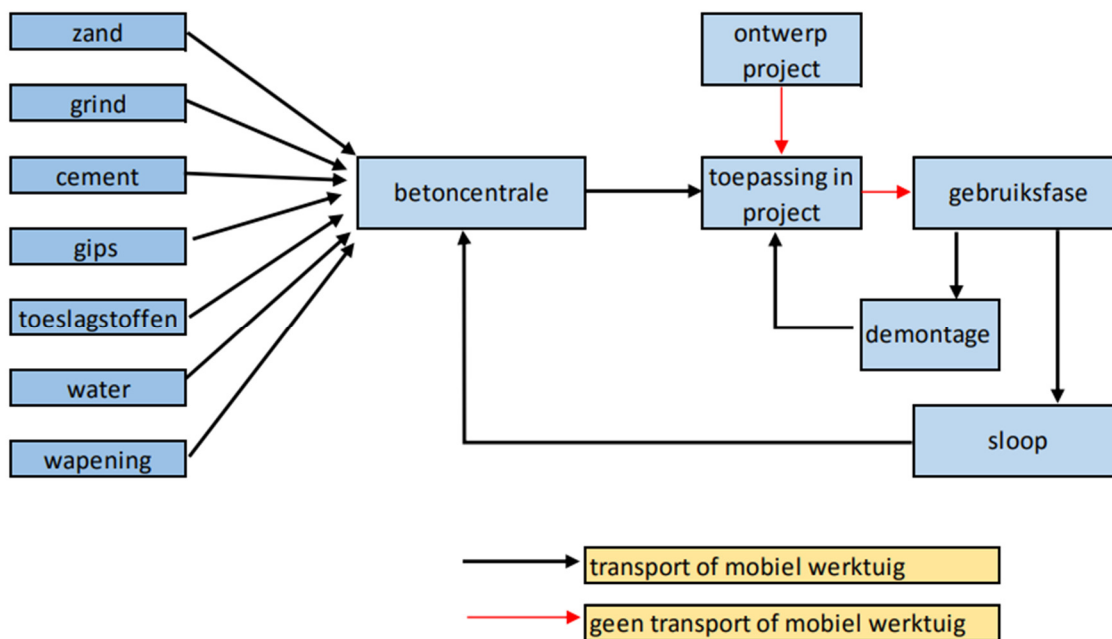 zand
grind
cement
gips
toeslagstoffen
water
wapening
betoncentrale
ontwerp
project
toepassing in
project
gebruiksfase
demontage
sloop
transport of mobiel werktuig
geen transport of mobiel werktuig